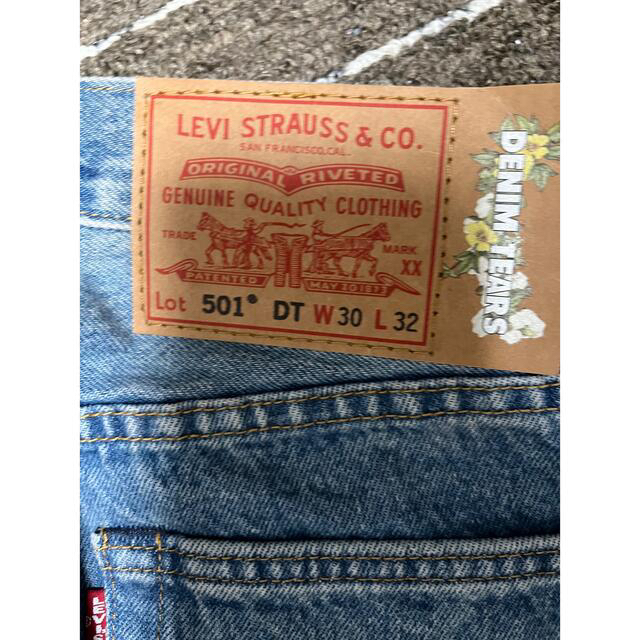 LEVI STRAUSS & CO.
SAN FRANCISCO, CAL.
ORIGINAL RIVETED
GENUINE QUALITY CLOTHING
TRADE MARK
XX
PATENTED MAY 20 1873
Lot 501® DT W 30 L 32
DENIM TEARS
LEVI'S